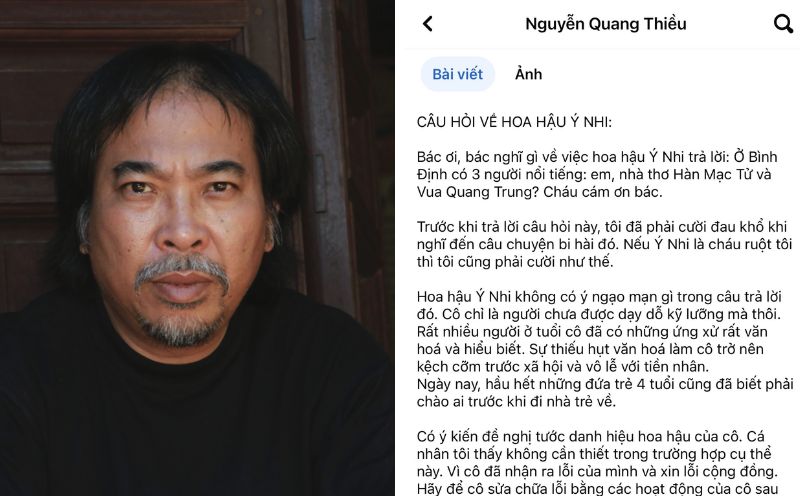 Nguyễn Quang Thiều
Bài viết
Ảnh
CÂU HỎI VỀ HOA HẬU Ý NHI:
Bác ơi, bác nghĩ gì về việc hoa hậu Ý Nhi trả lời: Ở Bình
Định có 3 người nổi tiếng: em, nhà thơ Hàn Mạc Tử và
Vua Quang Trung? Cháu cám ơn bác.
Trước khi trả lời câu hỏi này, tôi đã phải cười đau khổ khi
nghĩ đến câu chuyện bi hài đó. Nếu Ý Nhi là cháu ruột tôi
thì tôi cũng phải cười như thế.
Hoa hậu Ý Nhi không có ý ngạo mạn gì trong câu trả lời
đó. Cô chỉ là người chưa được dạy dỗ kỹ lưỡng mà thôi.
Rất nhiều người ở tuổi cô đã có những ứng xử rất văn
hoá và hiểu biết. Sự thiếu hụt văn hoá làm cô trở nên
kệch cỡm trước xã hội và vô lễ với tiền nhân.
Ngày nay, hầu hết những đứa trẻ 4 tuổi cũng đã biết phải
chào ai trước khi đi nhà trẻ về.
Có ý kiến đề nghị tước danh hiệu hoa hậu của cô. Cá
nhân tôi thấy không cần thiết trong trường hợp cụ thể
này. Vì cô đã nhận ra lỗi của mình và xin lỗi cộng đồng.
Hãy để cô sửa chữa lỗi bằng các hoạt động của cô sau